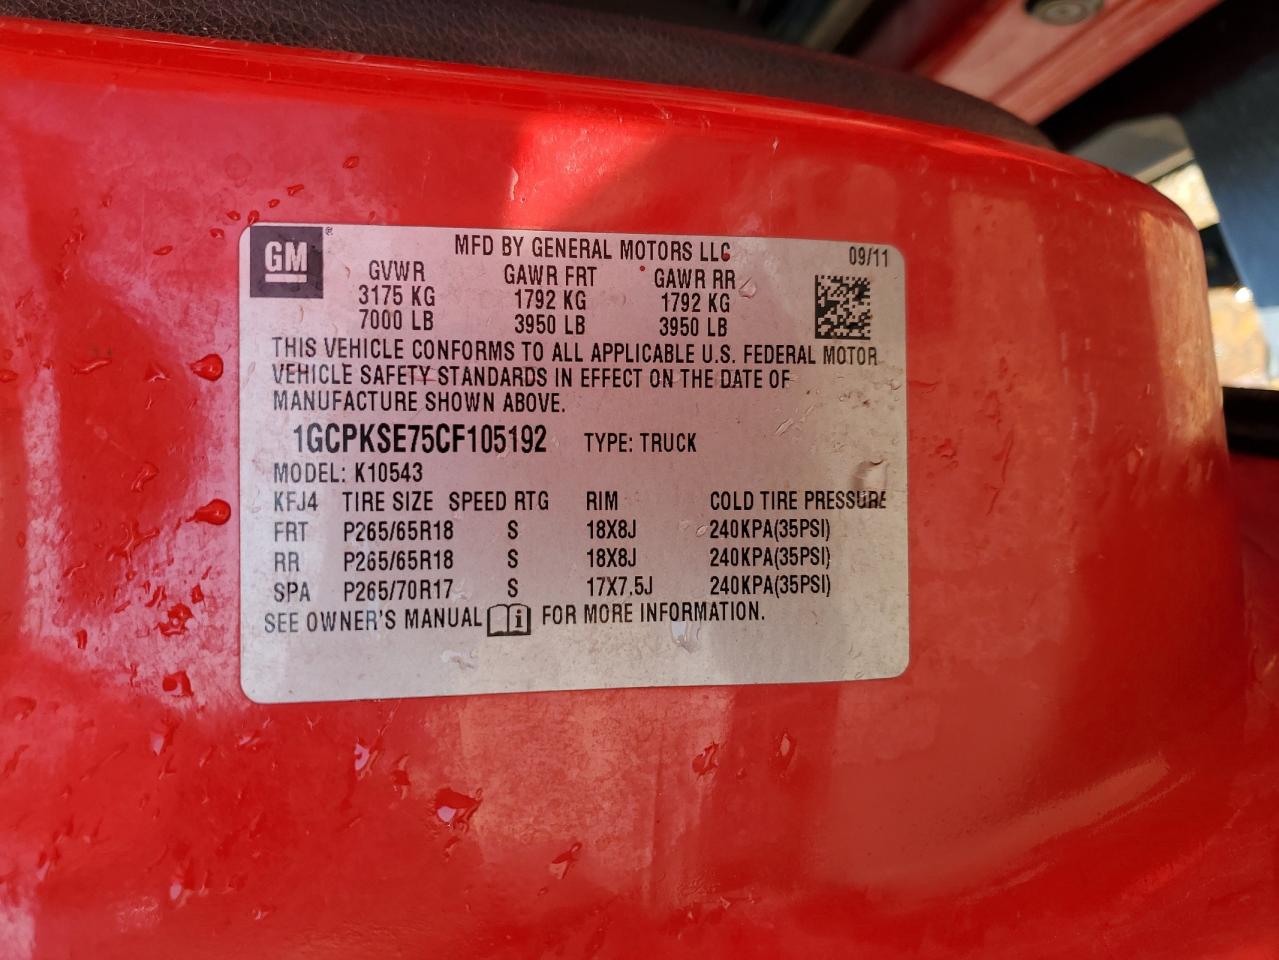 GM ® MFD BY GENERAL MOTORS LLC 09/11
GVWR GAWR FRT GAWR RR
3175 KG 1792 KG 1792 KG
7000 LB 3950 LB 3950 LB
THIS VEHICLE CONFORMS TO ALL APPLICABLE U.S. FEDERAL MOTOR
VEHICLE SAFETY STANDARDS IN EFFECT ON THE DATE OF
MANUFACTURE SHOWN ABOVE.
1GCPKSE75CF105192 TYPE: TRUCK
MODEL: K10543
KFJ4 TIRE SIZE SPEED RTG RIM COLD TIRE PRESSURE
FRT P265/65R18 S 18X8J 240KPA(35PSI)
RR P265/65R18 S 18X8J 240KPA(35PSI)
SPA P265/70R17 S 17X7.5J 240KPA(35PSI)
SEE OWNER'S MANUAL i FOR MORE INFORMATION.